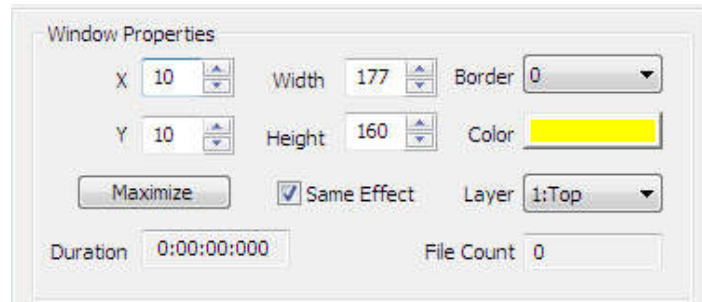 Window Properties
X 10 Width 177 Border 0
Y 10 Height 160 Color
Maximize Same Effect Layer 1:Top
Duration 0:00:00:000 File Count 0